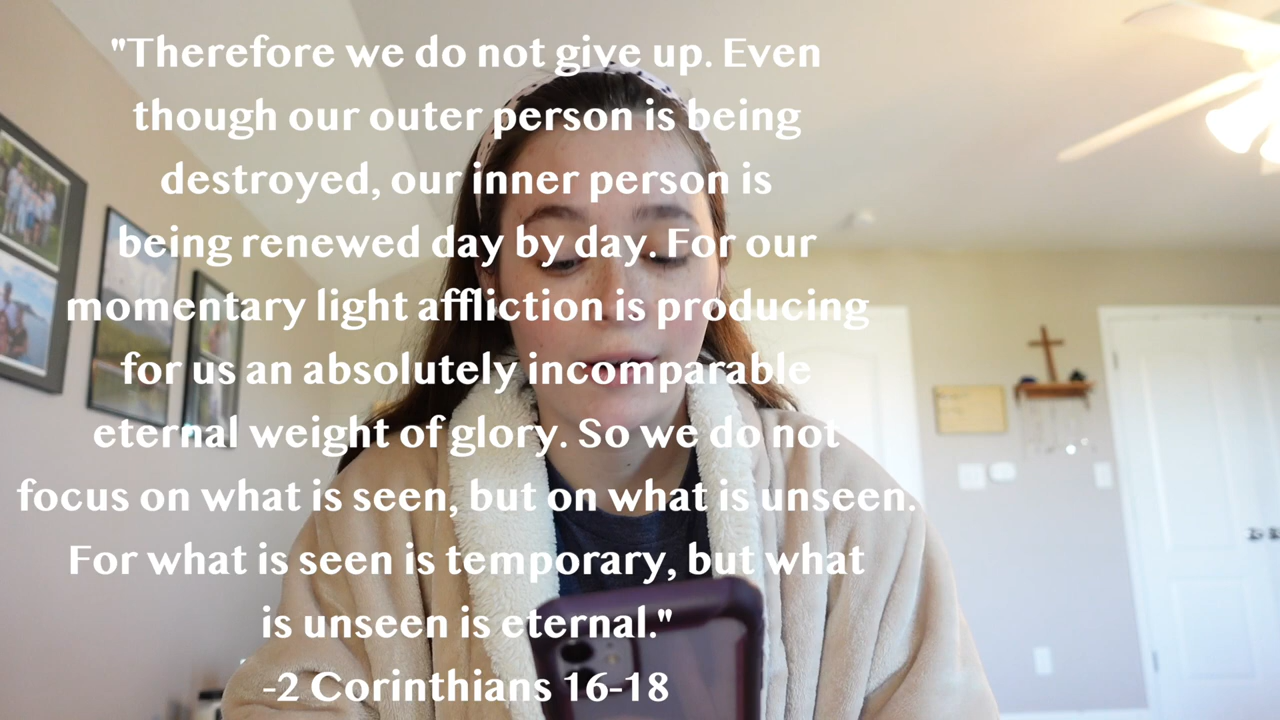 "Therefore we do not give up. Even
though our outer person is being
destroyed, our inner person is
being renewed day by day. For our
momentary light affliction is producing
for us an absolutely incomparable
eternal weight of glory. So we do not
focus on what is seen, but on what is unseen.
For what is seen is temporary, but what
is unseen is eternal."
-2 Corinthians 16-18